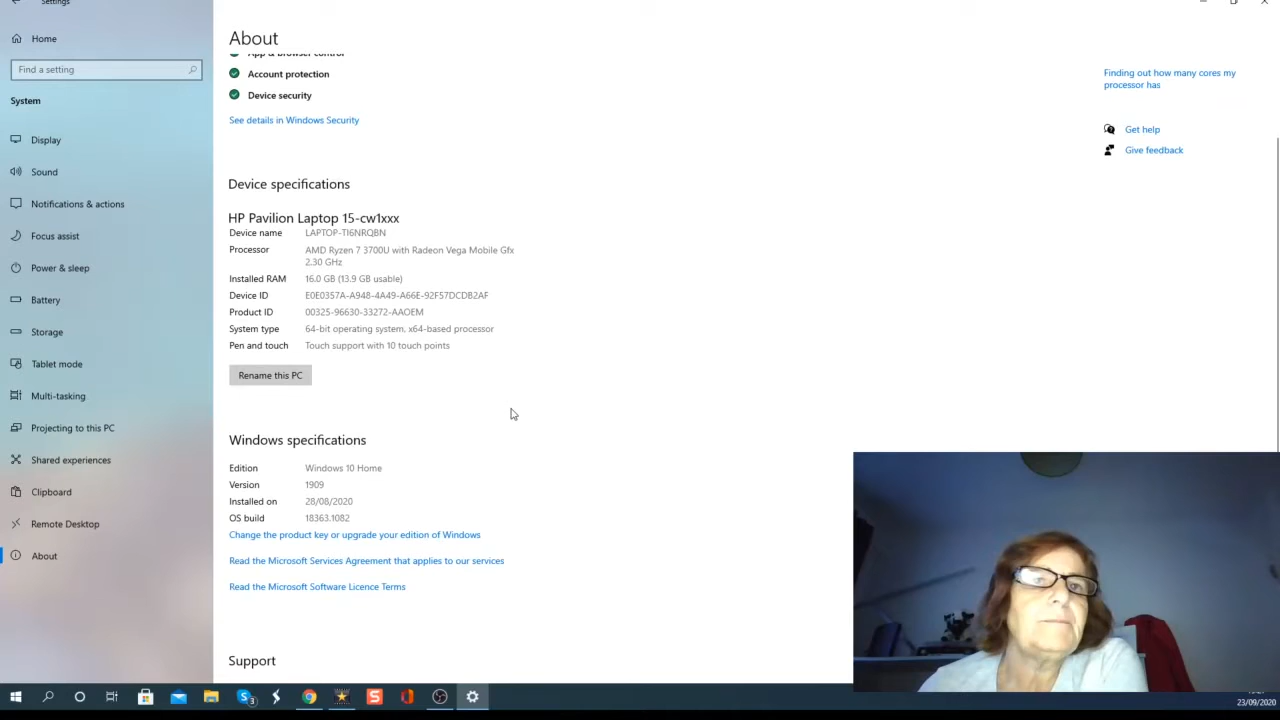 Settings
Home
Find a setting
System
Display
Sound
Notifications & actions
Focus assist
Power & sleep
Battery
Storage
Tablet mode
Multi-tasking
Projecting to this PC
Shared experiences
Clipboard
Remote Desktop
About
About
App & browser control
Account protection
Device security
See details in Windows Security
Device specifications
HP Pavilion Laptop 15-cw1xxx
Device name LAPTOP-TI6NRQBN
Processor AMD Ryzen 7 3700U with Radeon Vega Mobile Gfx
2.30 GHz
Installed RAM 16.0 GB (13.9 GB usable)
Device ID E0E0357A-A948-4A49-A66E-92F57DCDB2AF
Product ID 00325-96630-33272-AAOEM
System type 64-bit operating system, x64-based processor
Pen and touch Touch support with 10 touch points
Rename this PC
Windows specifications
Edition Windows 10 Home
Version 1909
Installed on 28/08/2020
OS build 18363.1082
Change the product key or upgrade your edition of Windows
Read the Microsoft Services Agreement that applies to our services
Read the Microsoft Software Licence Terms
Support
Finding out how many cores my
processor has
Get help
Give feedback
23/09/2020